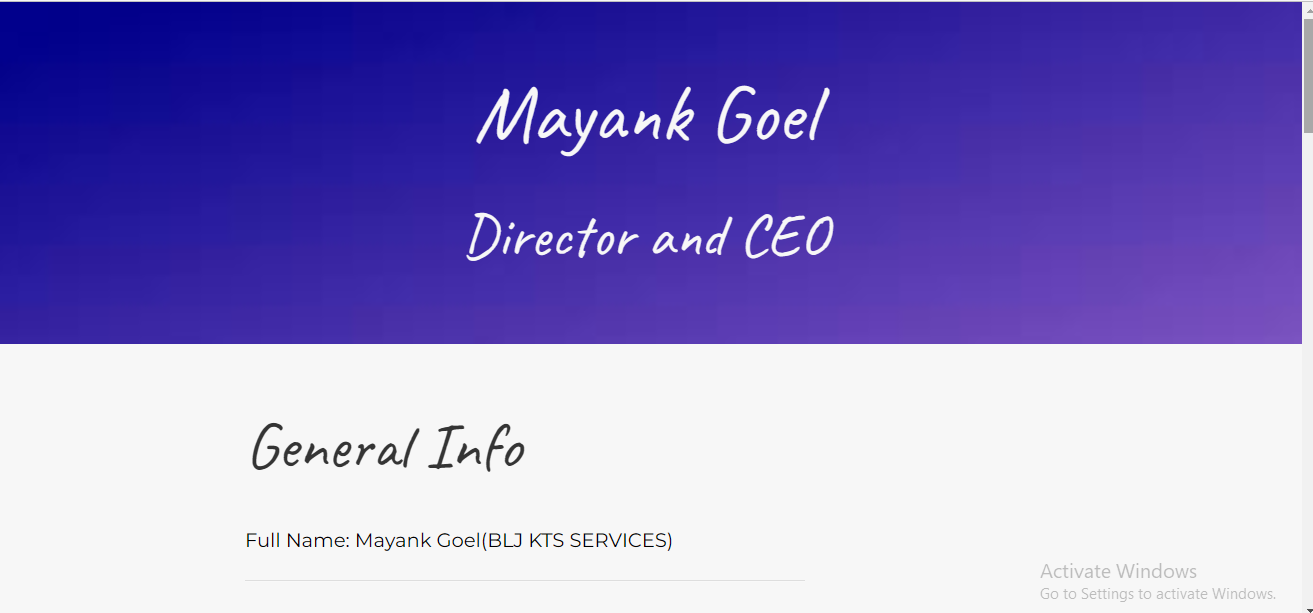 Mayank Goel
Director and CEO
General Info
Full Name: Mayank Goel(BLJ KTS SERVICES)
Activate Windows
Go to Settings to activate Windows.